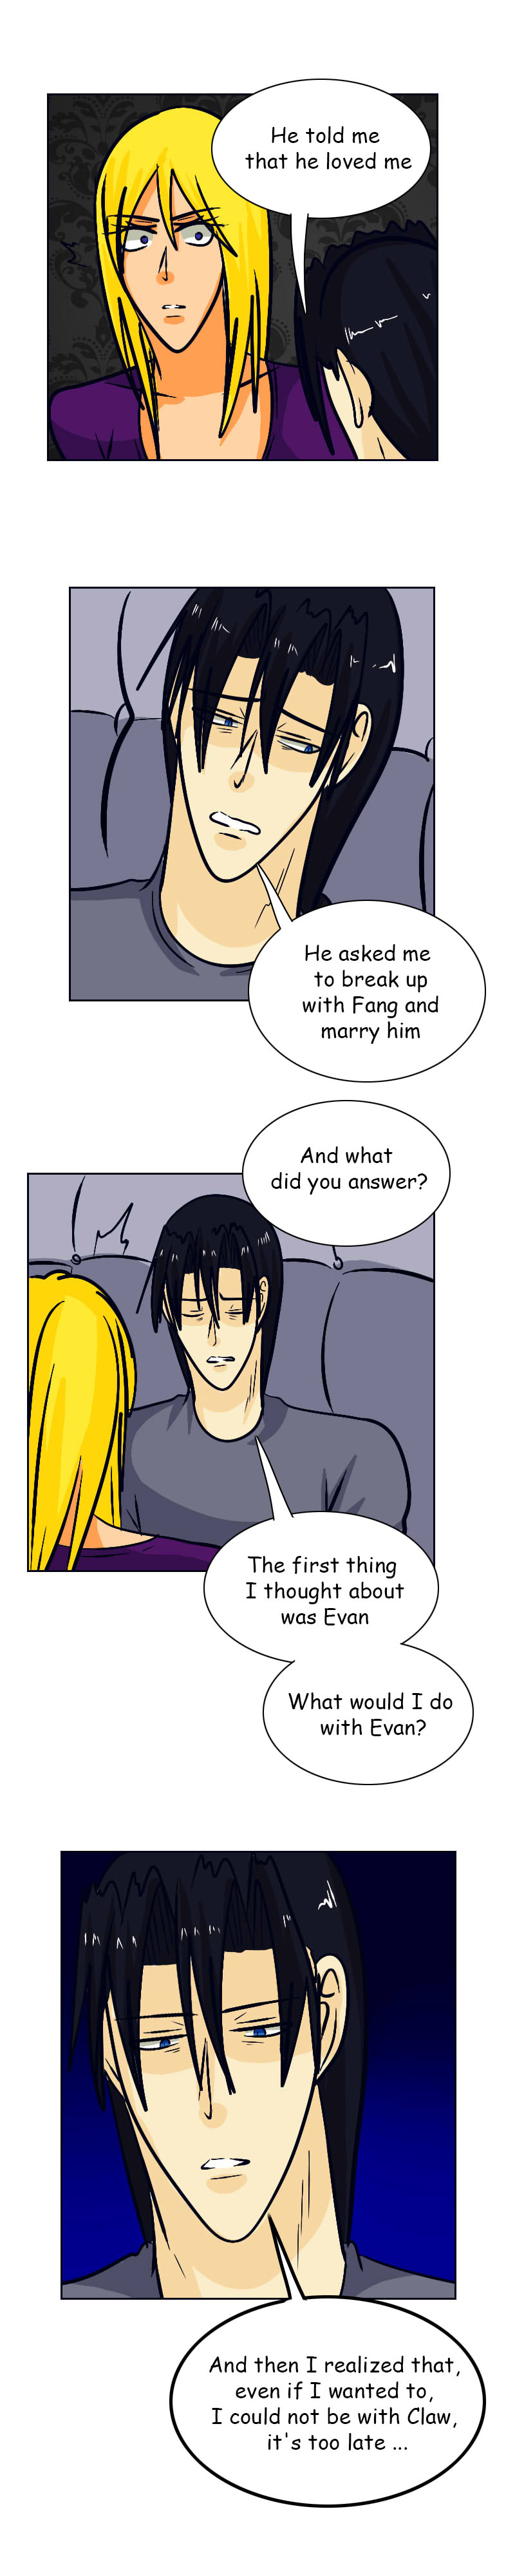 He told me
that he loved me
He asked me
to break up
with Fang and
marry him
And what
did you answer?
The first thing
I thought about
was Evan
What would I do
with Evan?
And then I realized that,
even if I wanted to,
I could not be with Claw,
it's too late ...